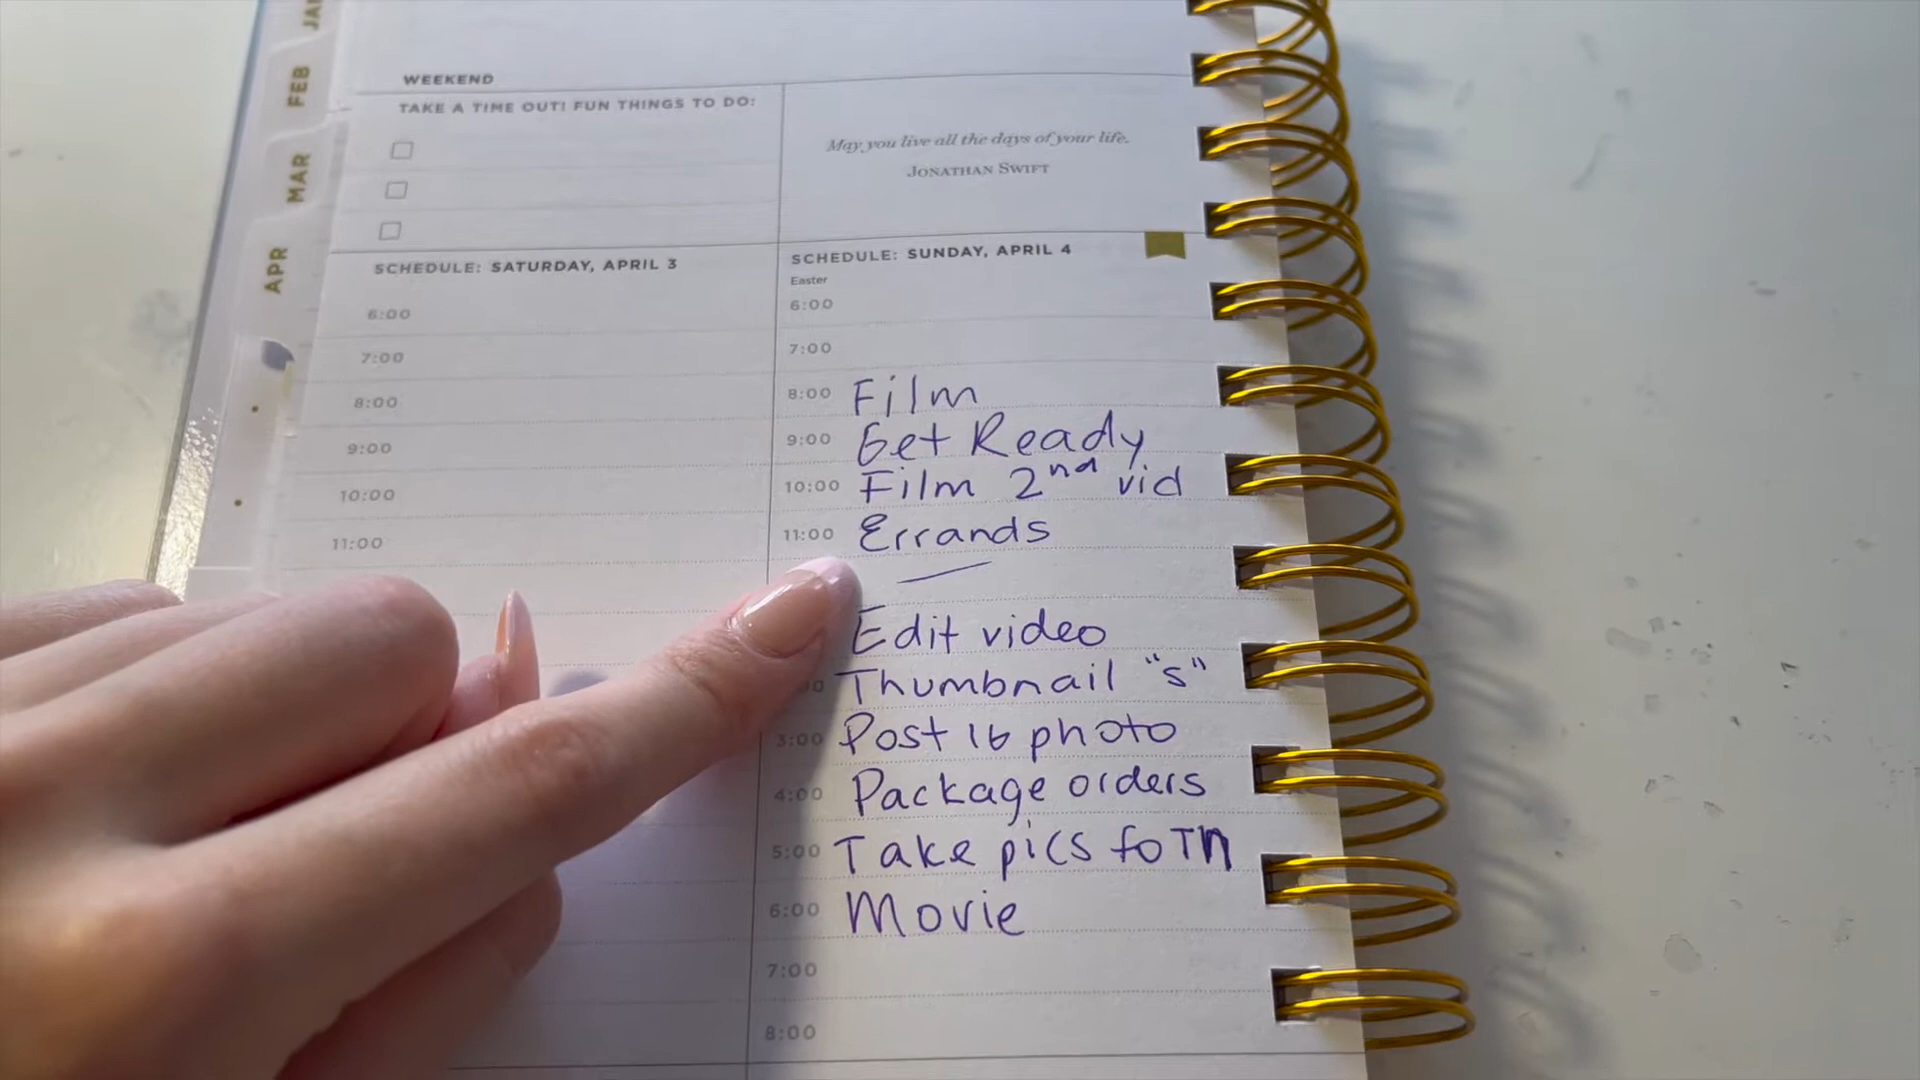 JAN
FEB
MAR
APR
WEEKEND
TAKE A TIME OUT! FUN THINGS TO DO:
May you live all the days of your life.
JONATHAN SWIFT
SCHEDULE: SATURDAY, APRIL 3
6:00
7:00
8:00
9:00
10:00
11:00
SCHEDULE: SUNDAY, APRIL 4
Easter
6:00
7:00
8:00 Film
9:00 Get Ready
10:00 Film 2nd vid
11:00 Errands
—
Edit video
Thumbnail "s"
3:00 Post 16 photo
4:00 Package orders
5:00 Take pics fo TN
6:00 Movie
7:00
8:00